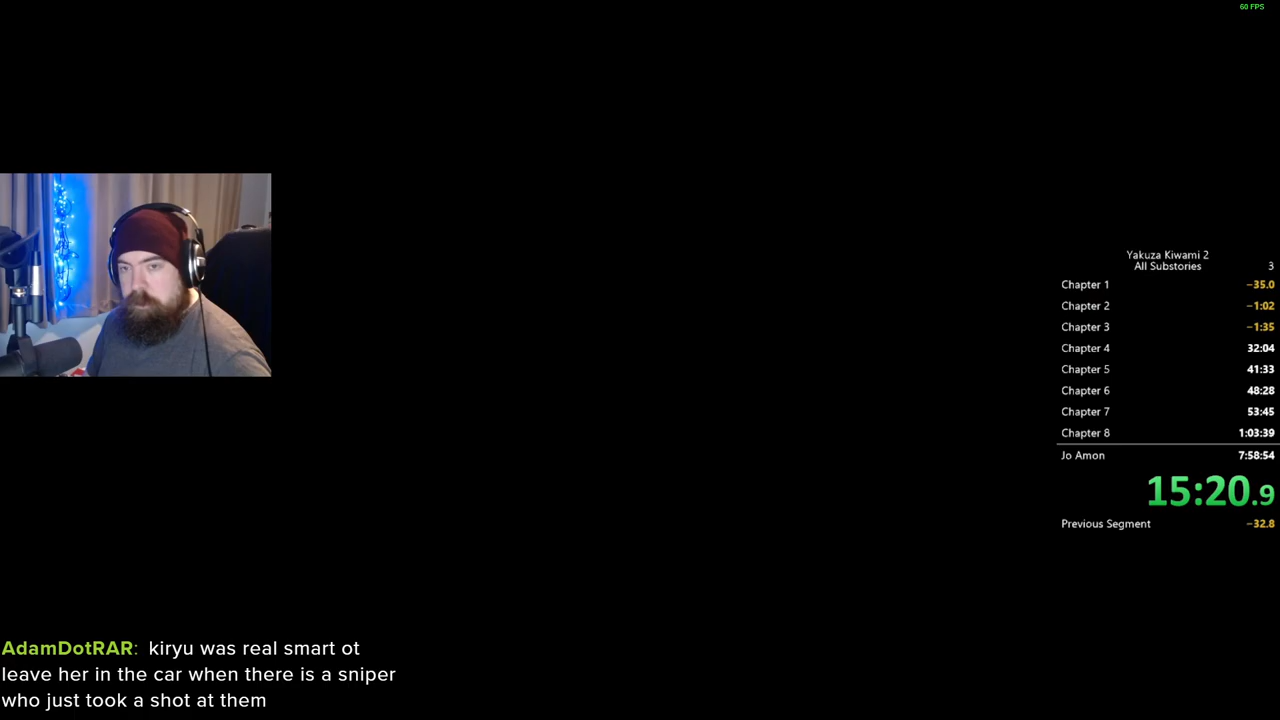 60 FPS
Yakuza Kiwami 2
All Substories 3
Chapter 1 -35.0
Chapter 2 -1:02
Chapter 3 -1:35
Chapter 4 32:04
Chapter 5 41:33
Chapter 6 48:28
Chapter 7 53:45
Chapter 8 1:03:39
Jo Amon 7:58:54
15:20.9
Previous Segment -32.8
AdamDotRAR: kiryu was real smart ot
leave her in the car when there is a sniper
who just took a shot at them